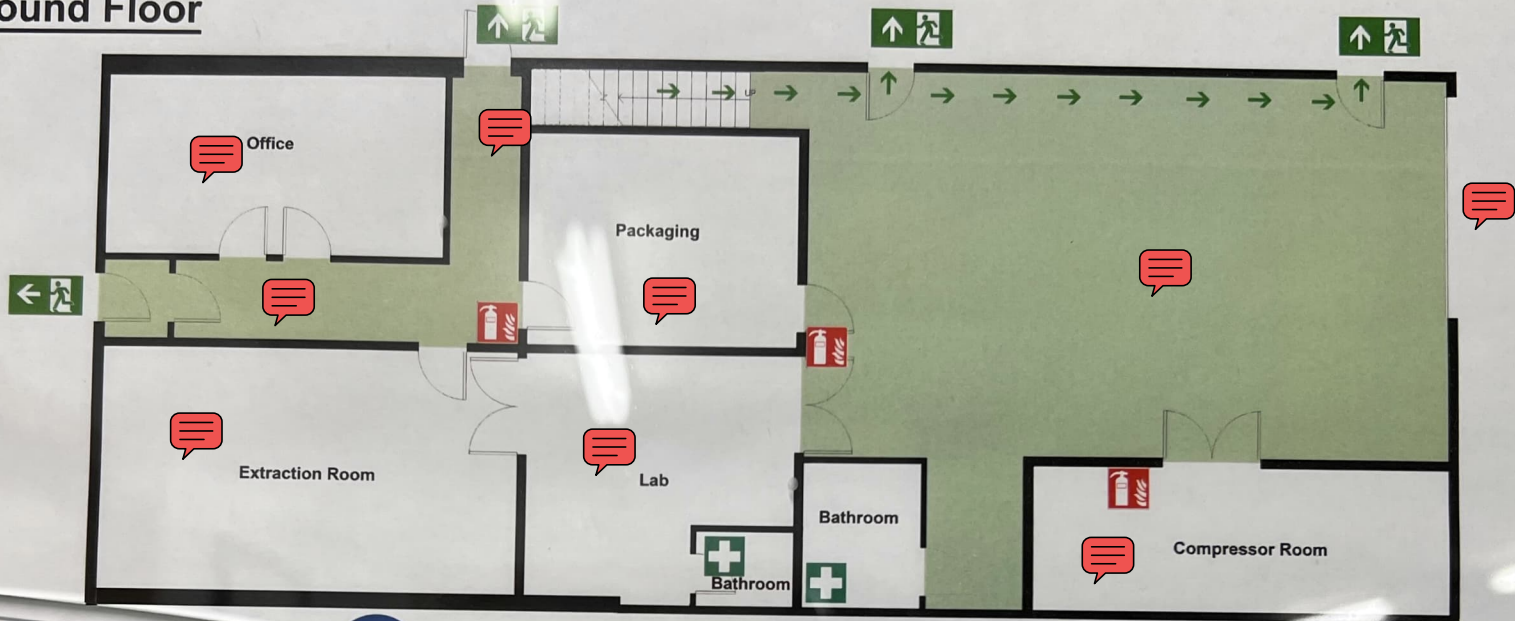 ound Floor
Office
UP
Packaging
Extraction Room
Lab
Bathroom
Bathroom
Compressor Room